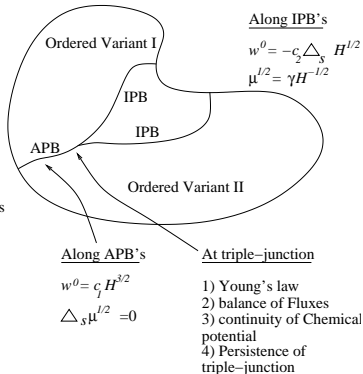 Along IPB's
w⁰ = −c₂ △ₛ H^{1/2}
μ^{1/2} = γH^{−1/2}
Ordered Variant I
IPB
IPB
APB
Ordered Variant II
s
Along APB's
w⁰ = c₁ H^{3/2}
△ₛ μ^{1/2} =0
At triple−junction
1) Young's law
2) balance of Fluxes
3) continuity of Chemical
potential
4) Persistence of
triple−junction